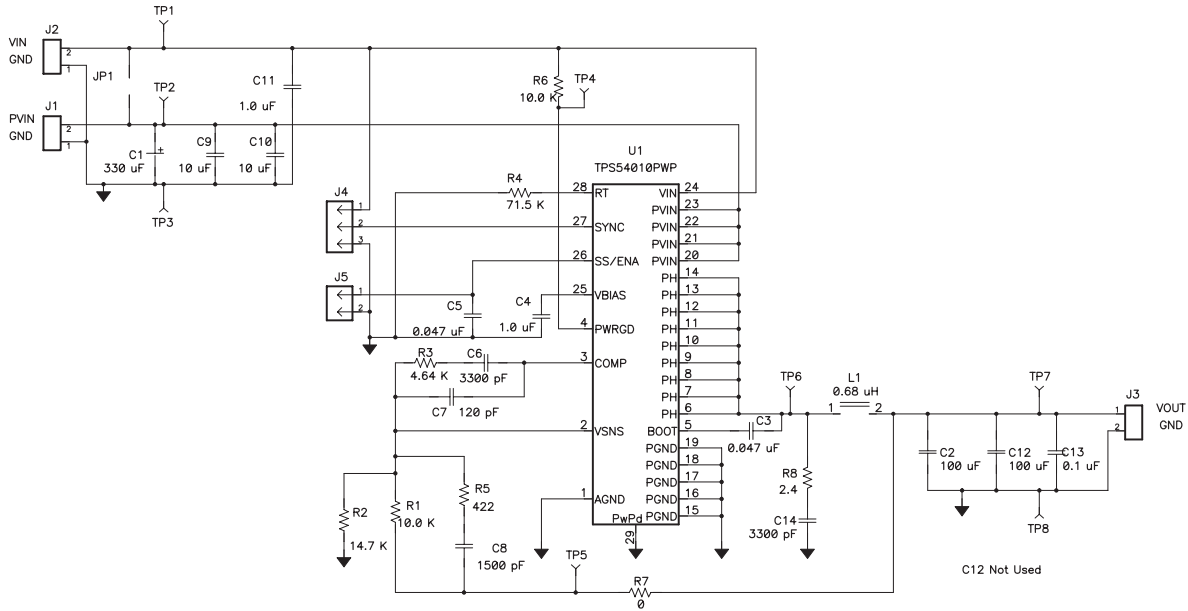 TP1
J2
VIN
2
GND
1
JP1
C11
1.0 uF
R6
10.0 K
TP4
TP2
J1
PVIN
2
GND
1
C1
+
330 uF
C9
10 uF
C10
10 uF
TP3
U1
TPS54010PWP
R4
71.5 K
28
RT
VIN
24
PVIN
23
J4
1
2
3
27
SYNC
PVIN
22
PVIN
21
26
SS/ENA
PVIN
20
PH
14
J5
1
2
25
VBIAS
PH
13
C5
0.047 uF
C4
1.0 uF
PH
12
4
PWRGD
PH
11
PH
10
R3
4.64 K
C6
3300 pF
3
COMP
PH
9
PH
8
C7
120 pF
PH
7
PH
6
TP6
L1
0.68 uH
1
2
TP7
J3
1
VOUT
2
GND
2
VSNS
BOOT
5
C3
0.047 uF
PGND
19
PGND
18
PGND
17
C2
100 uF
C12
100 uF
C13
0.1 uF
R8
2.4
R5
422
R1
10.0 K
R2
14.7 K
1
AGND
PGND
16
PwPd
PGND
15
29
C14
3300 pF
TP8
C8
1500 pF
TP5
R7
0
C12 Not Used